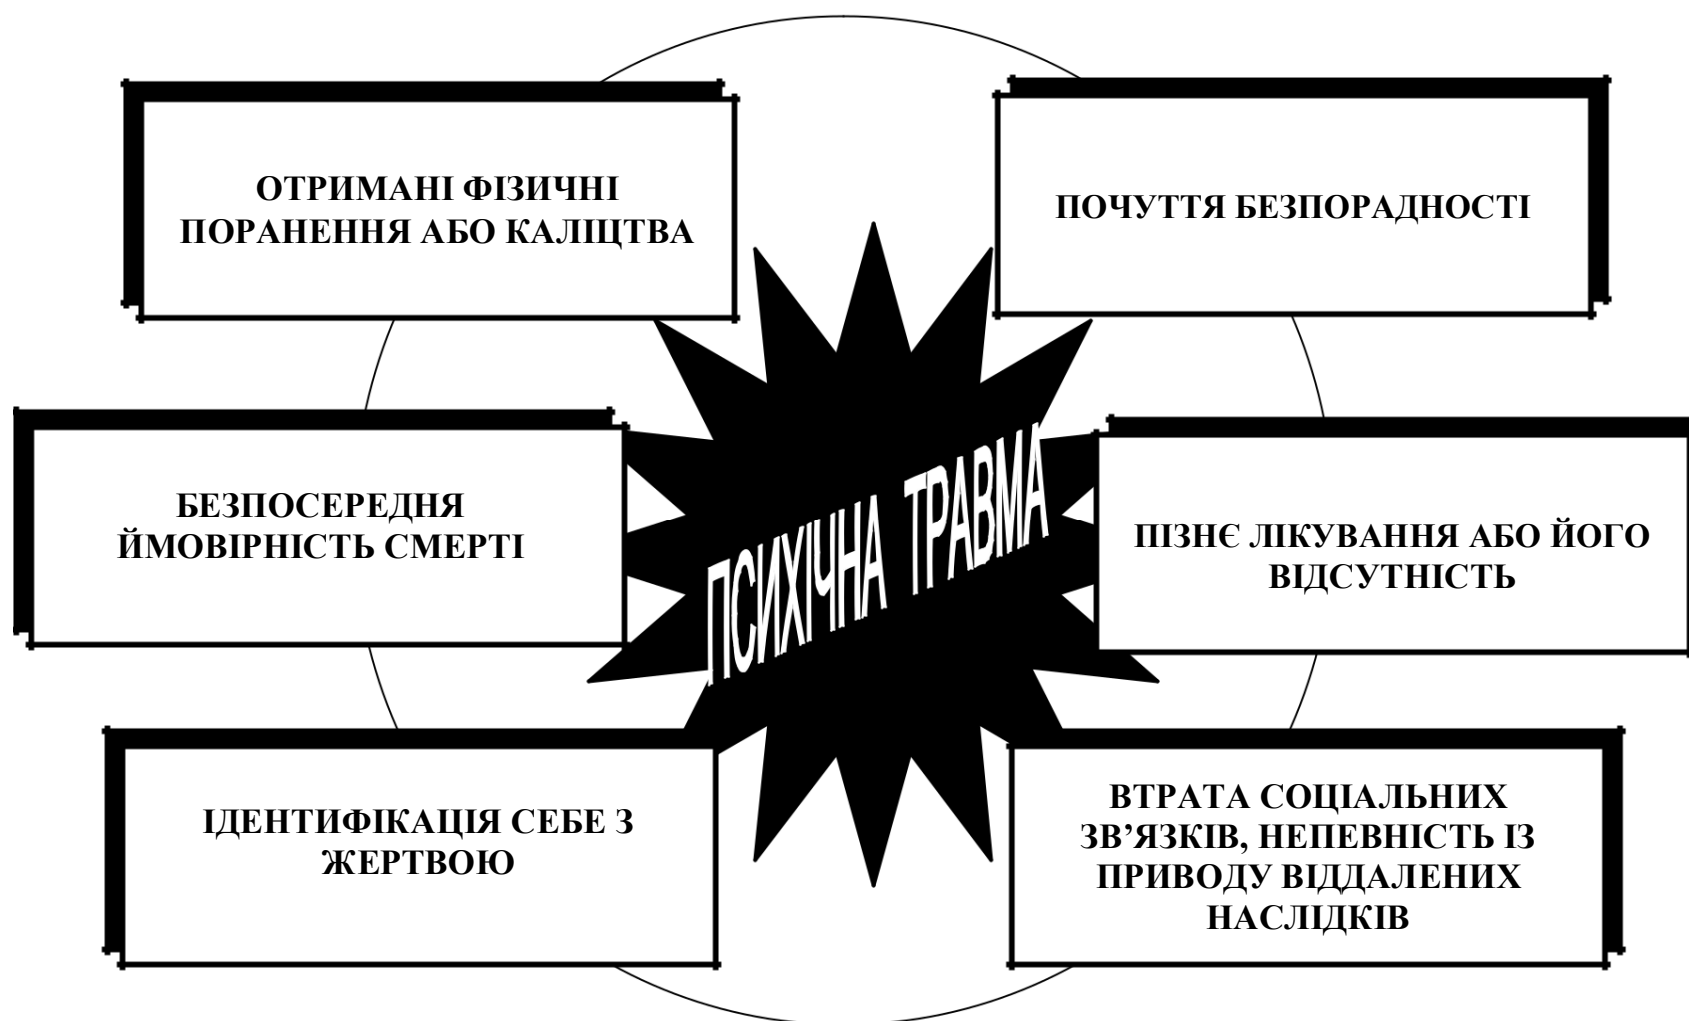 ОТРИМАНІ ФІЗИЧНІ
ПОРАНЕННЯ АБО КАЛІЦТВА
ПОЧУТТЯ БЕЗПОРАДНОСТІ
БЕЗПОСЕРЕДНЯ
ЙМОВІРНІСТЬ СМЕРТІ
ПСИХІЧНА ТРАВМА
ПІЗНЄ ЛІКУВАННЯ АБО ЙОГО
ВІДСУТНІСТЬ
ІДЕНТИФІКАЦІЯ СЕБЕ З
ЖЕРТВОЮ
ВТРАТА СОЦІАЛЬНИХ
ЗВ’ЯЗКІВ, НЕПЕВНІСТЬ ІЗ
ПРИВОДУ ВІДДАЛЕНИХ
НАСЛІДКІВ